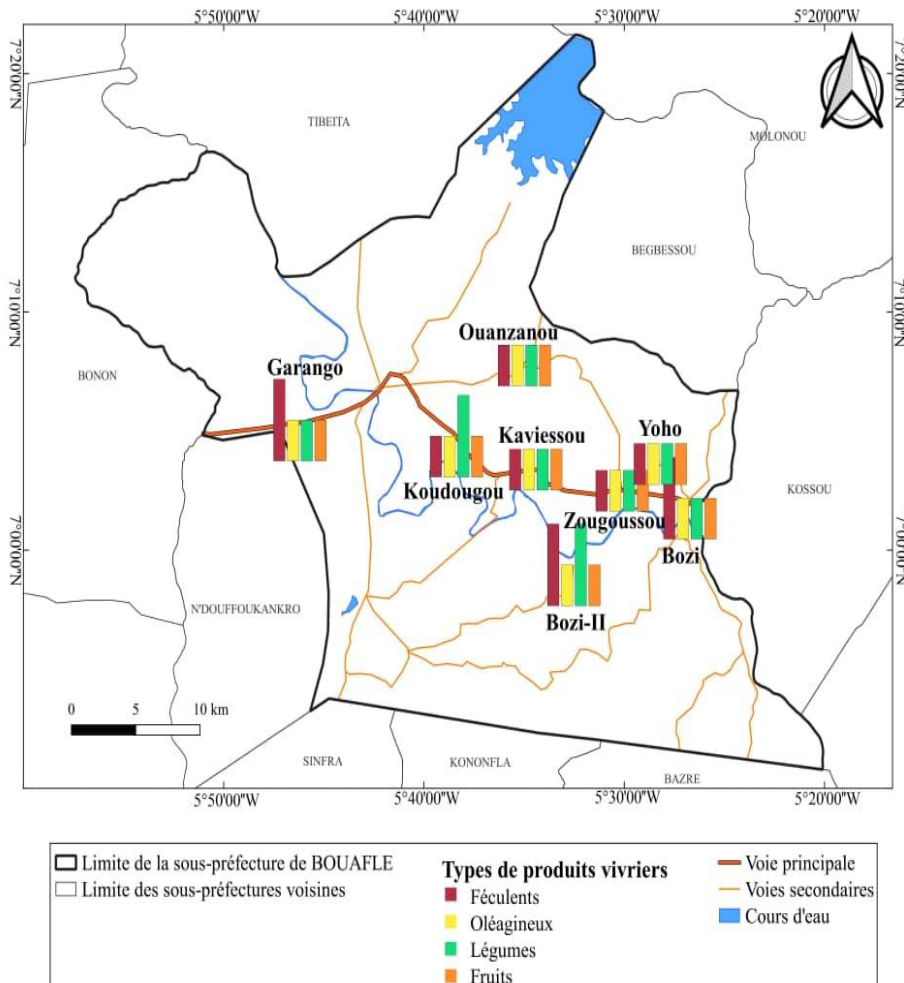 5°50'00"W 5°40'00"W 5°30'00"W 5°20'00"W
7°20'00"N 7°20'00"N
TIBEITA
MOLONOU
BEGBESSOU
7°10'00"N 7°10'00"N
Ouanzanou
Garango
BONON
Yoho
Kaviessou
Koudougou
KOSSOU
Zougoussou
7°00'00"N 7°00'00"N
Bozi
N'DOUFFOUKANKRO
Bozi-II
0 5 10 km
SINFRA
KONONFLA
BAZRE
5°50'00"W 5°40'00"W 5°30'00"W 5°20'00"W
Limite de la sous-préfecture de BOUAFLE
Limite des sous-préfectures voisines
Types de produits vivriers
Féculents
Oléagineux
Légumes
Fruits
Voie principale
Voies secondaires
Cours d'eau